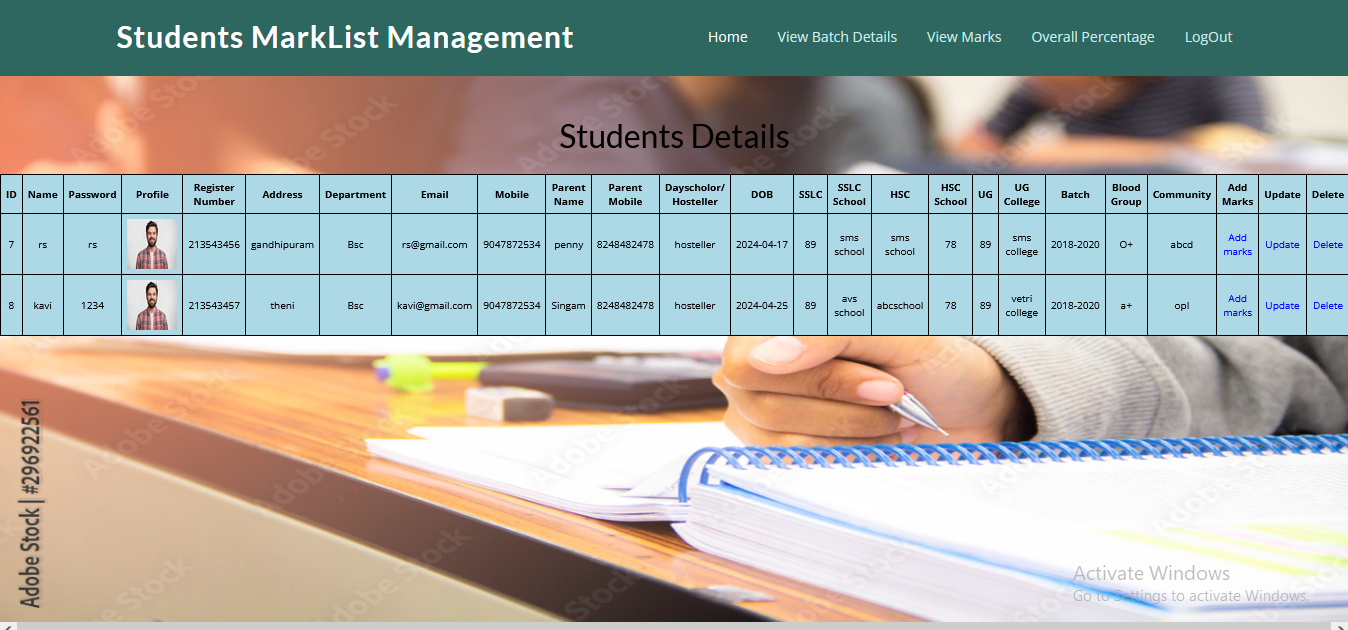 Students MarkList Management
Home View Batch Details View Marks Overall Percentage LogOut
Students Details
ID Name Password Profile Register Number Address Department Email Mobile Parent Name Parent Mobile Dayscholor/ Hosteller DOB SSLC SSLC School HSC HSC School UG UG College Batch Blood Group Community Add Marks Update Delete
7 rs rs 213543456 gandhipuram Bsc rs@gmail.com 9047872534 penny 8248482478 hosteller 2024-04-17 89 sms school sms school 78 89 sms college 2018-2020 O+ abcd Add marks Update Delete
8 kavi 1234 213543457 theni Bsc kavi@gmail.com 9047872534 Singam 8248482478 hosteller 2024-04-25 89 avs school abcschool 78 89 vetri college 2018-2020 a+ opl Add marks Update Delete
Adobe Stock | #296922561
Adobe Stock
Activate Windows
Go to Settings to activate Windows.